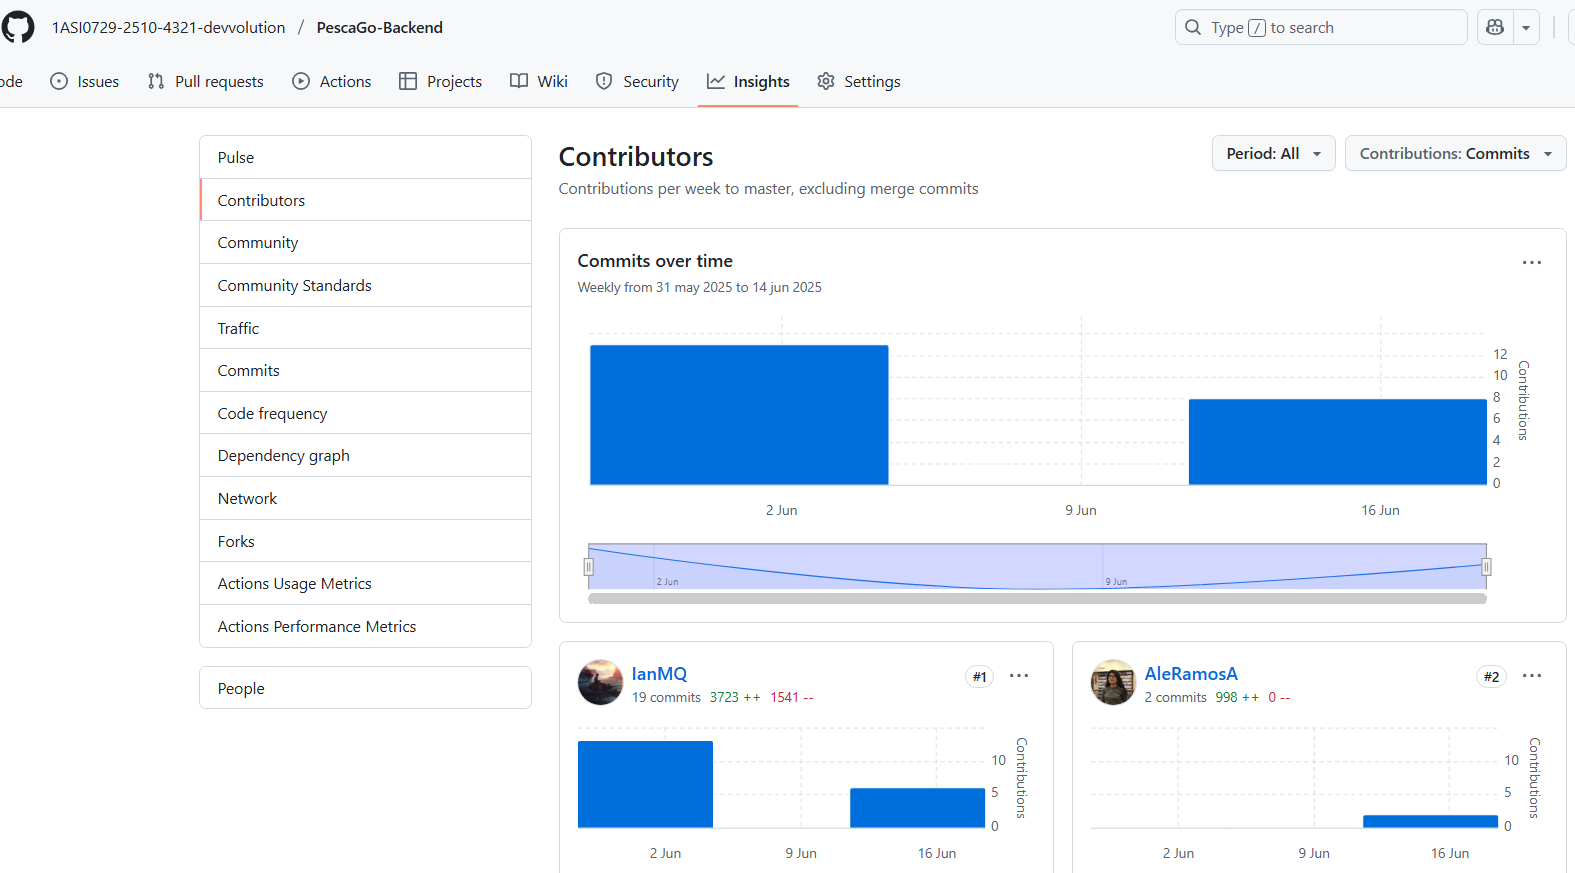 1ASI0729-2510-4321-devvolution / PescaGo-Backend
Type / to search
ode
Issues
Pull requests
Actions
Projects
Wiki
Security
Insights
Settings
Pulse
Contributors
Community
Community Standards
Traffic
Commits
Code frequency
Dependency graph
Network
Forks
Actions Usage Metrics
Actions Performance Metrics
People
Contributors
Contributions per week to master, excluding merge commits
Period: All
Contributions: Commits
Commits over time
Weekly from 31 may 2025 to 14 jun 2025
12
10
8
6
4
2
0
Contributions
2 Jun
9 Jun
16 Jun
2 Jun
9 Jun
IanMQ
#1
19 commits 3723 ++ 1541 --
10
5
0
Contributions
2 Jun
9 Jun
16 Jun
AleRamosA
#2
2 commits 998 ++ 0 --
10
5
0
Contributions
2 Jun
9 Jun
16 Jun